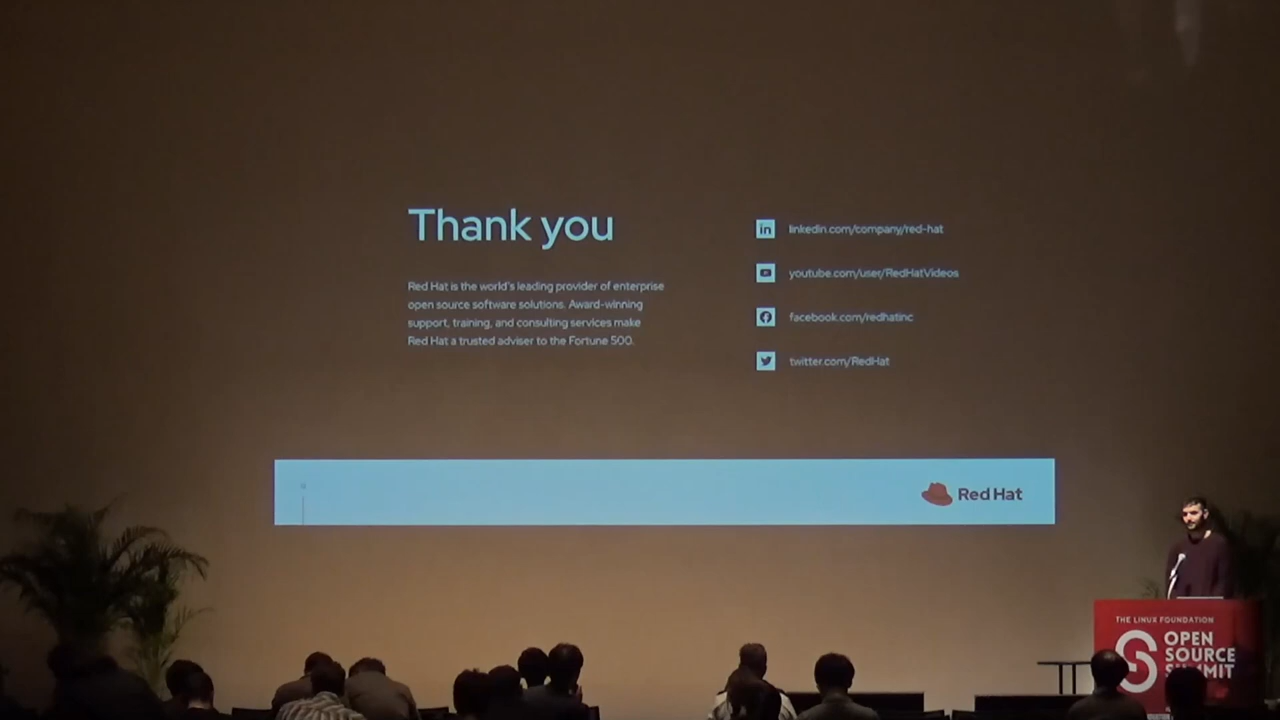 Thank you
Red Hat is the world's leading provider of enterprise
open source software solutions. Award-winning
support, training, and consulting services make
Red Hat a trusted adviser to the Fortune 500.
linkedin.com/company/red-hat
youtube.com/user/RedHatVideos
facebook.com/redhatinc
twitter.com/RedHat
Red Hat
THE LINUX FOUNDATION
OPEN
SOURCE
SUMMIT